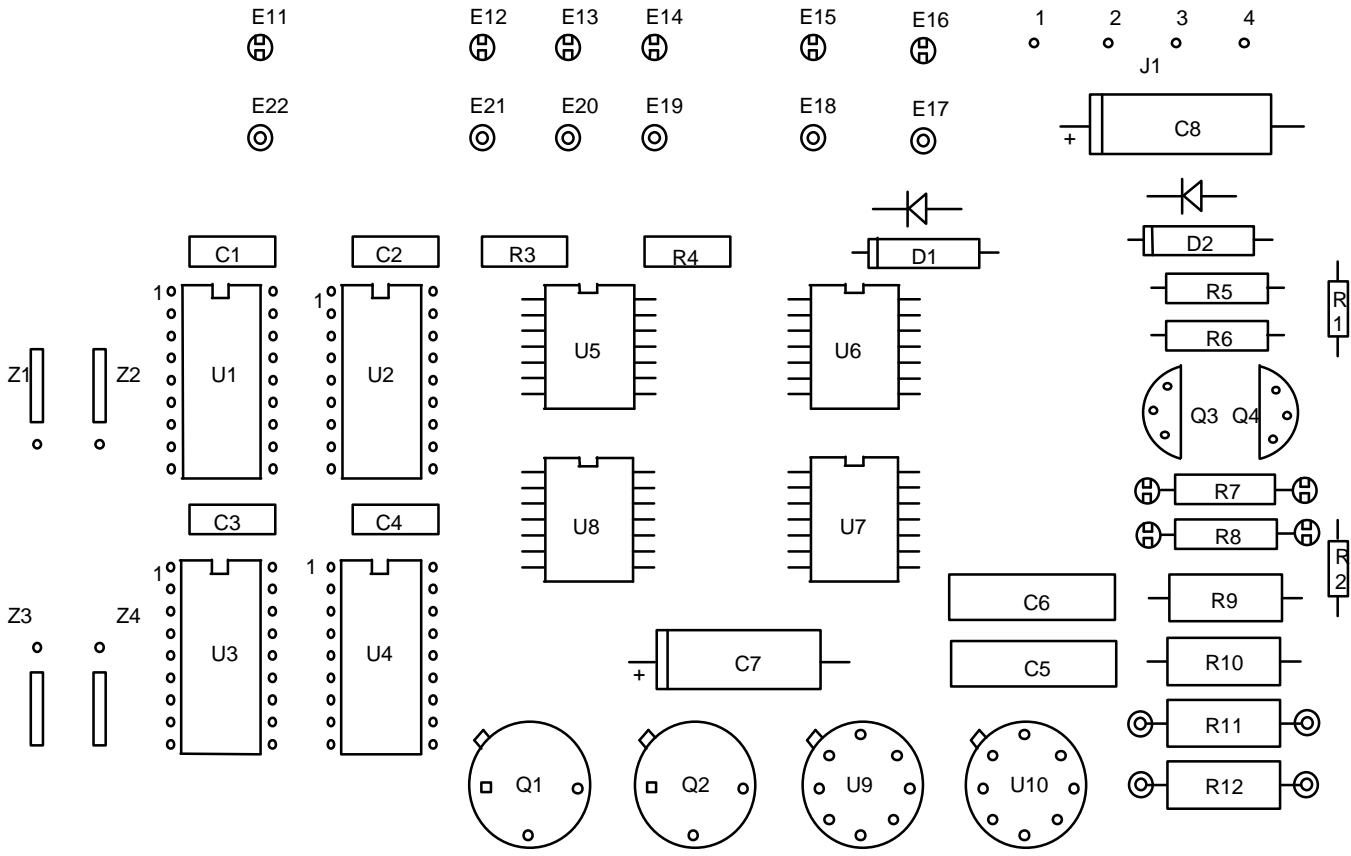 E11 E12 E13 E14 E15 E16 1 2 3 4
J1
E22 E21 E20 E19 E18 E17
+ C8
C1 C2 R3 R4 D1 D2
1 1 R5 R1
R6
Z1 Z2 U1 U2 U5 U6
Q3 Q4
R7
C3 C4 U8 U7 R8
1 1 R2
C6 R9
Z3 Z4
U3 U4 + C7 C5 R10
R11
Q1 Q2 U9 U10 R12